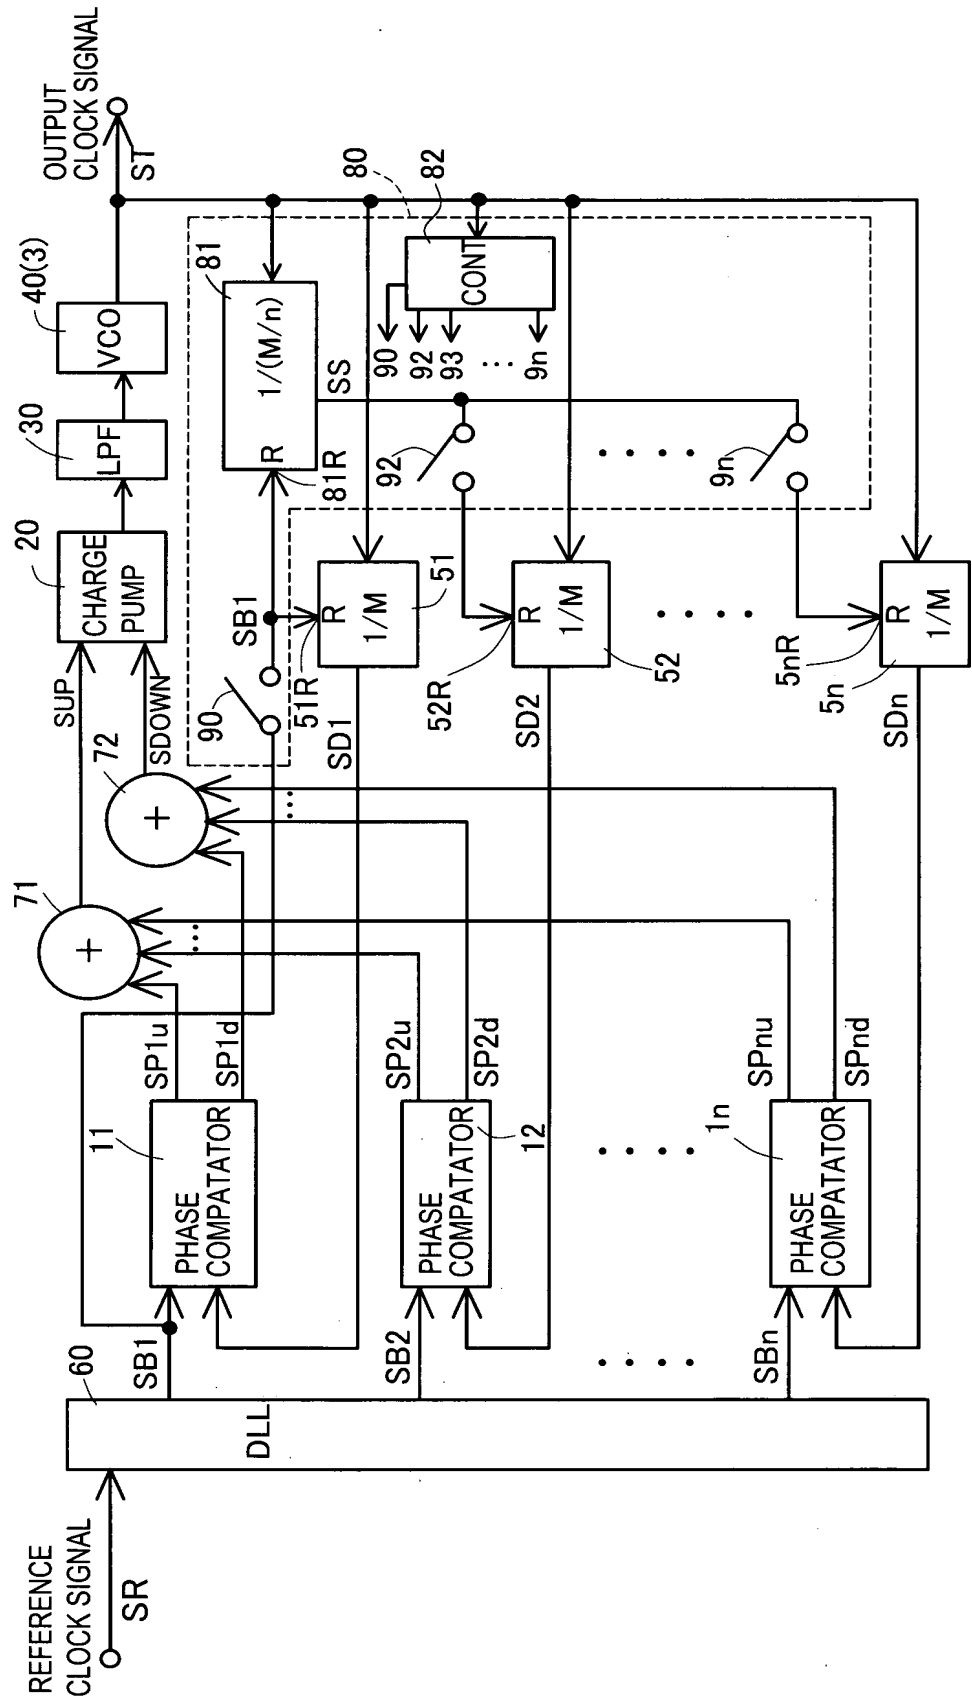 REFERENCE
CLOCK SIGNAL
SR
60
DLL
SB1
SB2
SBn
11
PHASE
COMPATATOR
SP1u
SP1d
PHASE
COMPATATOR
12
SP2u
SP2d
1n
PHASE
COMPATATOR
SPnu
SPnd
71
+
72
+
SUP
SDOWN
20
CHARGE
PUMP
30
LPF
40(3)
VCO
OUTPUT
CLOCK SIGNAL
ST
90
SB1
81
R
1/(M/n)
81R
SS
80
82
CONT
90
92
93
9n
92
9n
51R
SD1
R
1/M
51
52R
SD2
R
1/M
52
5nR
5n
SDn
R
1/M